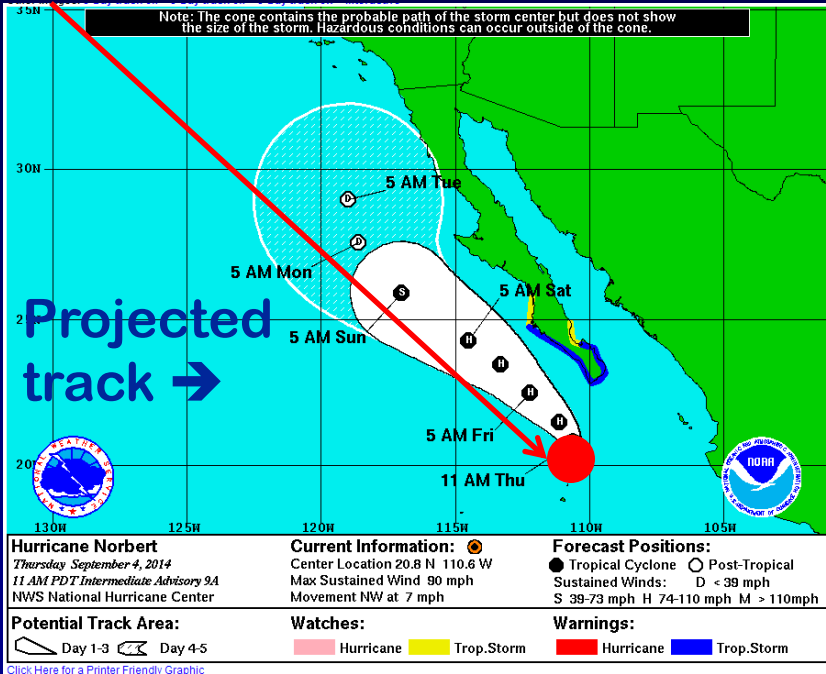 35N
Note: The cone contains the probable path of the storm center but does not show
the size of the storm. Hazardous conditions can occur outside of the cone.
30N
D
5 AM Tue
D
5 AM Mon
S
5 AM Sat
25N
Projected
5 AM Sun
H
track →
H
H
H
5 AM Fri
20N
11 AM Thu
NATIONAL WEATHER SERVICE
NOAA
130W 125W 120W 115W 110W 105W
Hurricane Norbert
Thursday September 4, 2014
11 AM PDT Intermediate Advisory 9A
NWS National Hurricane Center
Current Information:
Center Location 20.8 N 110.6 W
Max Sustained Wind 90 mph
Movement NW at 7 mph
Forecast Positions:
Tropical Cyclone Post-Tropical
Sustained Winds: D < 39 mph
S 39-73 mph H 74-110 mph M > 110mph
Potential Track Area:
Day 1-3 Day 4-5
Watches:
Hurricane Trop.Storm
Warnings:
Hurricane Trop.Storm
Click Here for a Printer Friendly Graphic